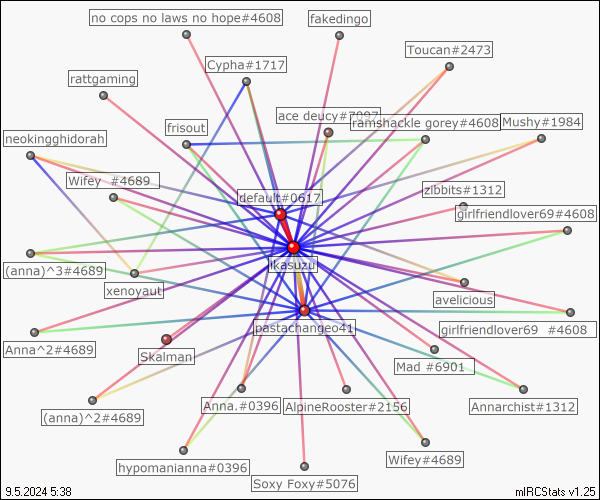 no cops no laws no hope#4608
fakedingo
Toucan#2473
Cypha#1717
rattgaming
ace deucy#7097
ramshackle gorey#4608
Mushy#1984
frisout
neokingghidorah
Wifey #4689
zibbits#1312
default#0617
girlfriendlover69#4608
ikasuzu
(anna)^3#4689
xenoyaut
avelicious
pastachangeo41
girlfriendlover69 #4608
Anna^2#4689
Skalman
Mad #6901
(anna)^2#4689
Anna.#0396
AlpineRooster#2156
Annarchist#1312
hypomanianna#0396
Wifey#4689
Soxy Foxy#5076
9.5.2024 5:38
mIRCStats v1.25